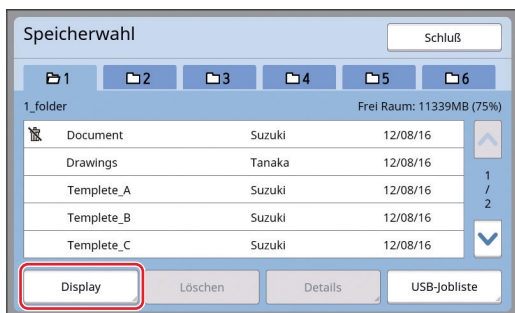 Speicherwahl Schluß
1 2 3 4 5 6
1_folder Frei Raum: 11339MB (75%)
Document Suzuki 12/08/16
Drawings Tanaka 12/08/16
Templete_A Suzuki 12/08/16
Templete_B Suzuki 12/08/16
Templete_C Suzuki 12/08/16
1
/
2
Display Löschen Details USB-Jobliste